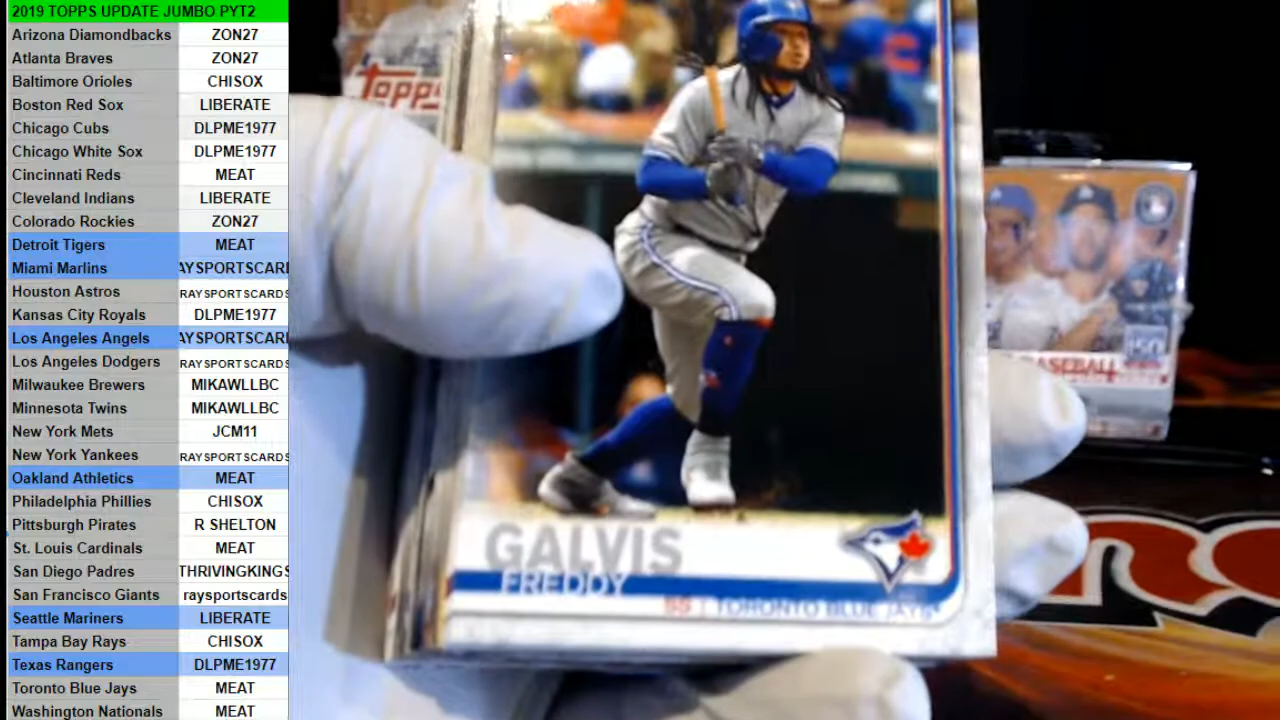 2019 TOPPS UPDATE JUMBO PYT2
Arizona Diamondbacks ZON27
Atlanta Braves ZON27
Baltimore Orioles CHISOX
Boston Red Sox LIBERATE
Chicago Cubs DLPME1977
Chicago White Sox DLPME1977
Cincinnati Reds MEAT
Cleveland Indians LIBERATE
Colorado Rockies ZON27
Detroit Tigers MEAT
Miami Marlins AYSPORTSCARI
Houston Astros RAYSPORTSCARDS
Kansas City Royals DLPME1977
Los Angeles Angels AYSPORTSCARI
Los Angeles Dodgers RAYSPORTSCARDS
Milwaukee Brewers MIKAWLLBC
Minnesota Twins MIKAWLLBC
New York Mets JCM11
New York Yankees RAYSPORTSCARDS
Oakland Athletics MEAT
Philadelphia Phillies CHISOX
Pittsburgh Pirates R SHELTON
St. Louis Cardinals MEAT
San Diego Padres THRIVINGKINGS
San Francisco Giants raysportscards
Seattle Mariners LIBERATE
Tampa Bay Rays CHISOX
Texas Rangers DLPME1977
Toronto Blue Jays MEAT
Washington Nationals MEAT
TOPPS
BASEBALL
150
GALVIS
FREDDY
SS | TORONTO BLUE JAYS